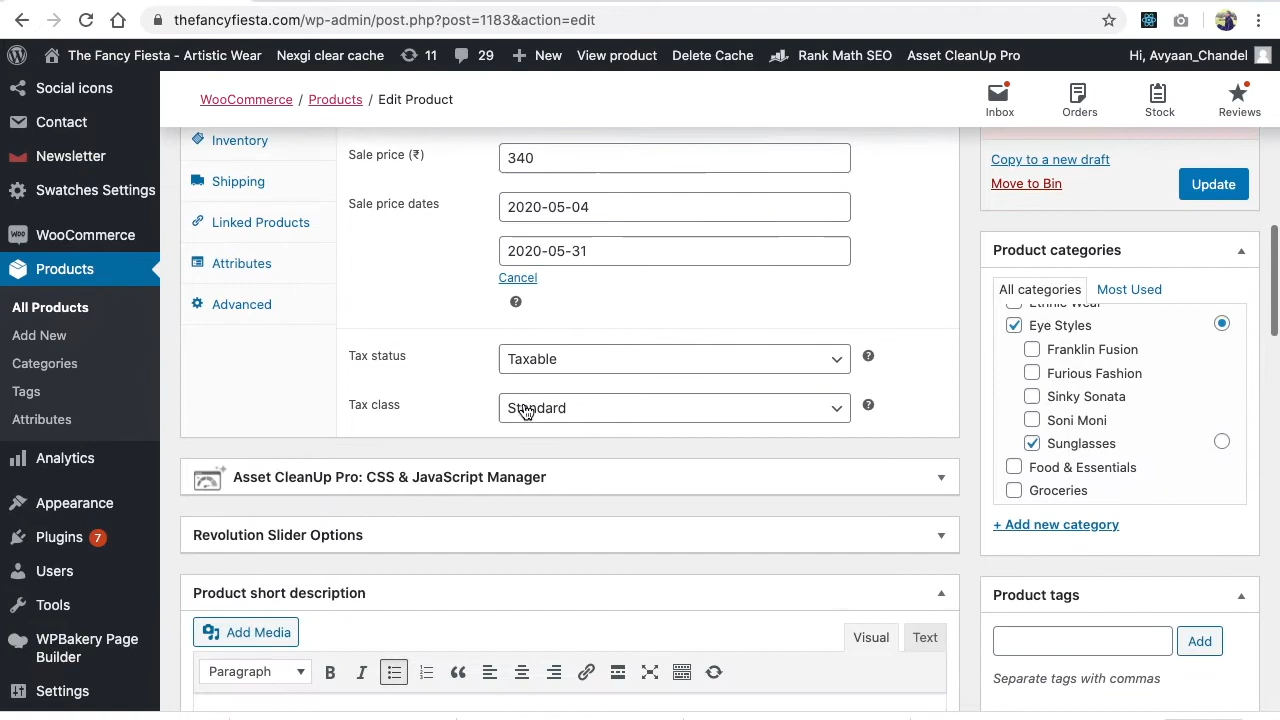 thefancyfiesta.com/wp-admin/post.php?post=1183&action=edit
The Fancy Fiesta - Artistic Wear Nexgi clear cache 11 29 New View product Delete Cache Rank Math SEO Asset CleanUp Pro Hi, Avyaan_Chandel
Social icons
Contact
Newsletter
Swatches Settings
WooCommerce
Products
All Products
Add New
Categories
Tags
Attributes
Analytics
Appearance
Plugins 7
Users
Tools
WPBakery Page
Builder
Settings
WooCommerce / Products / Edit Product
Inbox
Orders
Stock
Reviews
Inventory
Shipping
Linked Products
Attributes
Advanced
Sale price (₹)
340
Sale price dates
2020-05-04
2020-05-31
Cancel
Tax status
Taxable
Tax class
Standard
Asset CleanUp Pro: CSS & JavaScript Manager
Revolution Slider Options
Product short description
Add Media
Visual Text
Paragraph
Copy to a new draft
Move to Bin
Update
Product categories
All categories Most Used
Ethnic Wear
Eye Styles
Franklin Fusion
Furious Fashion
Sinky Sonata
Soni Moni
Sunglasses
Food & Essentials
Groceries
+ Add new category
Product tags
Add
Separate tags with commas